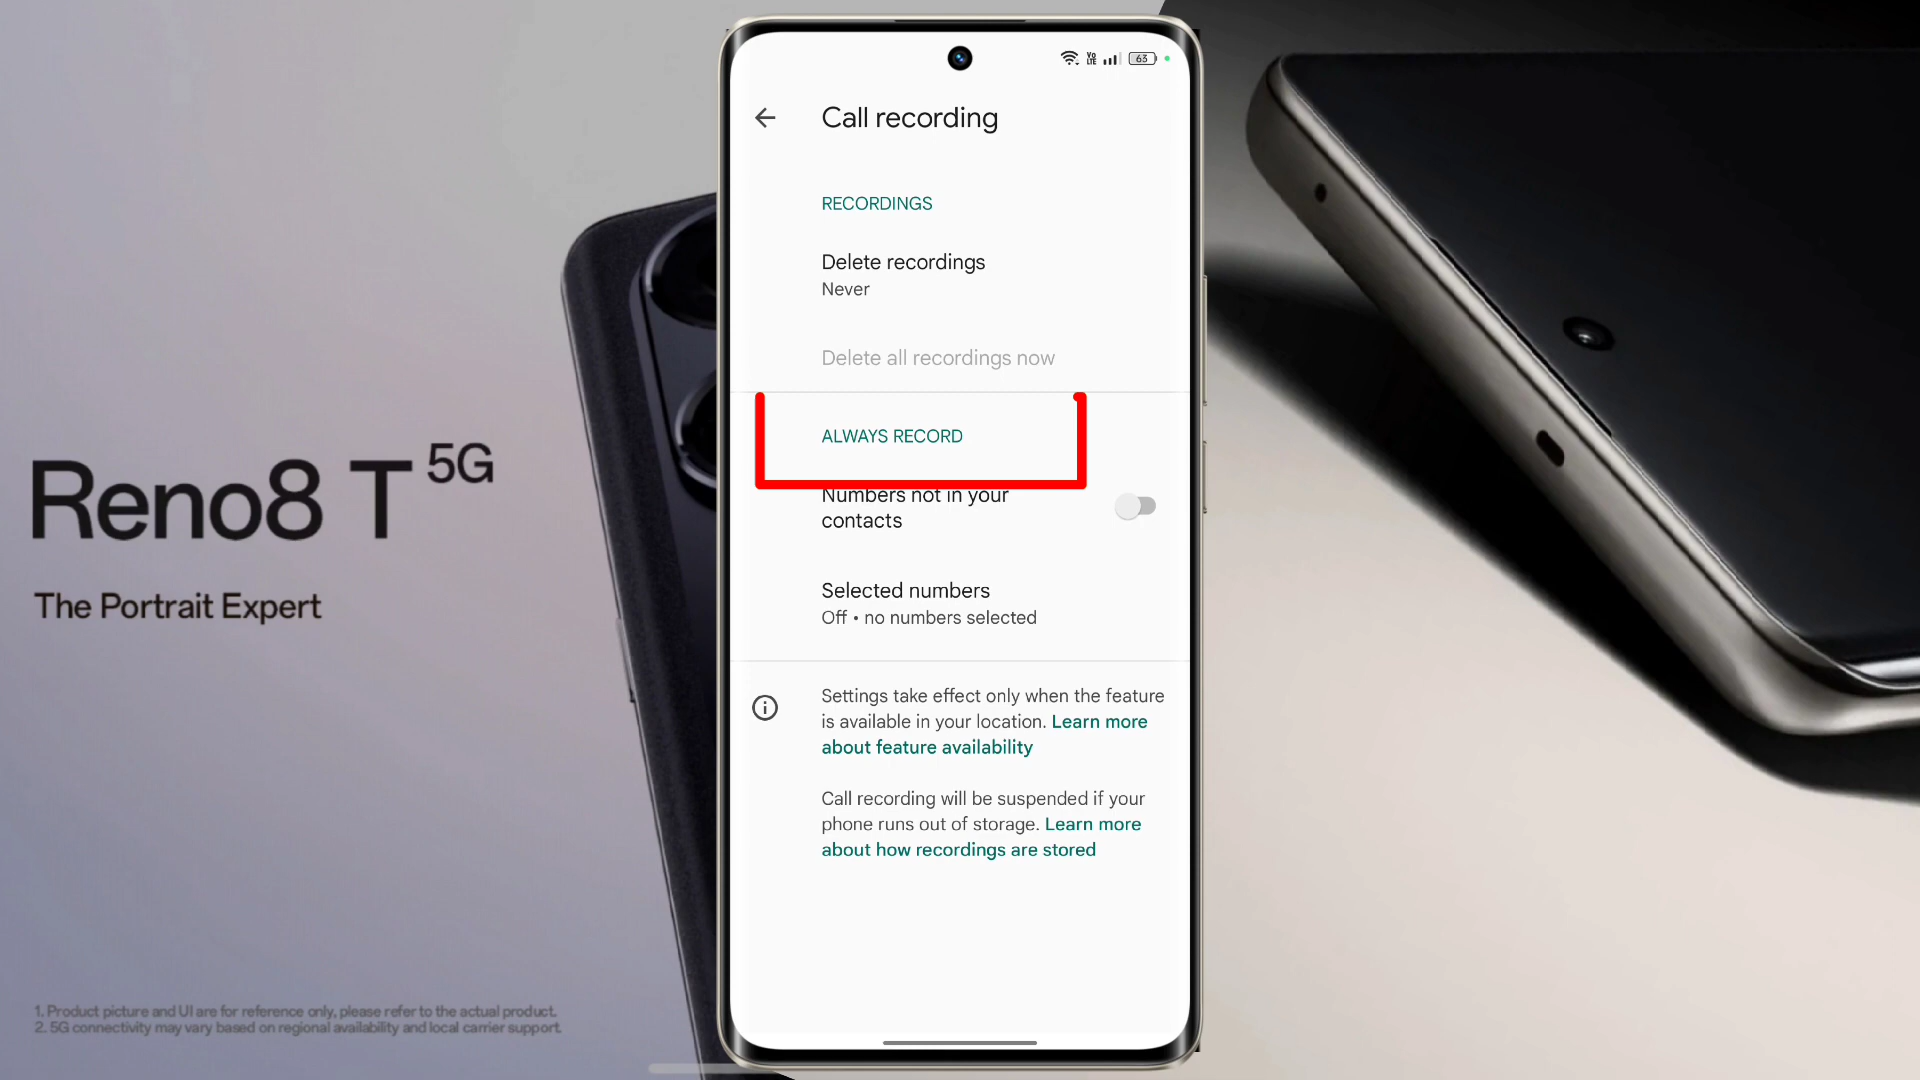 63
Call recording
RECORDINGS
Delete recordings
Never
Delete all recordings now
ALWAYS RECORD
Numbers not in your
contacts
Selected numbers
Off • no numbers selected
Settings take effect only when the feature
is available in your location. Learn more
about feature availability
Call recording will be suspended if your
phone runs out of storage. Learn more
about how recordings are stored
Reno8 T 5G
The Portrait Expert
1. Product picture and UI are for reference only, please refer to the actual product.
2. 5G connectivity may vary based on regional availability and local carrier support.